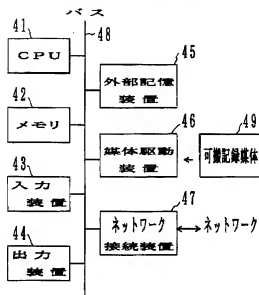 バス
41
48
CPU
45
外部記憶
装置
42
メモリ
46
49
媒体駆動
装置
可搬記録媒体
43
入力
装置
47
ネットワーク
接続装置
ネットワーク
44
出力
装置